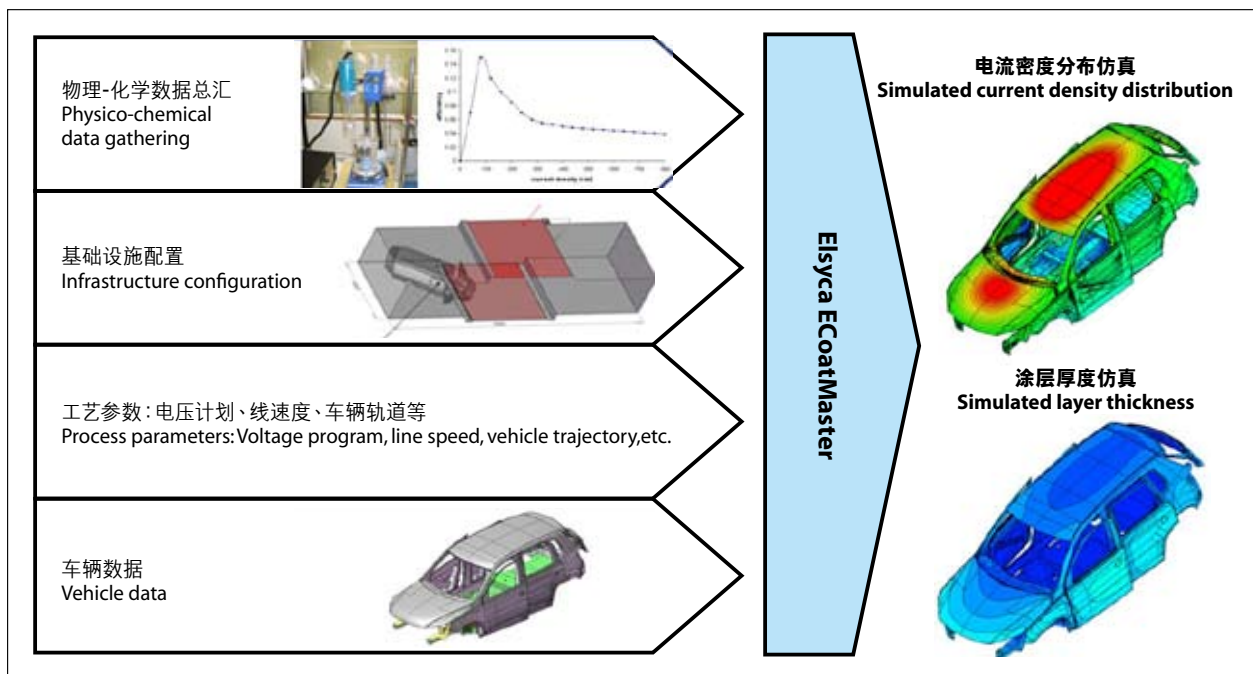 物理-化学数据总汇
Physico-chemical
data gathering
基础设施配置
Infrastructure configuration
工艺参数：电压计划、线速度、车辆轨道等
Process parameters: Voltage program, line speed, vehicle trajectory,etc.
车辆数据
Vehicle data
Elsyca ECoatMaster
电流密度分布仿真
Simulated current density distribution
涂层厚度仿真
Simulated layer thickness